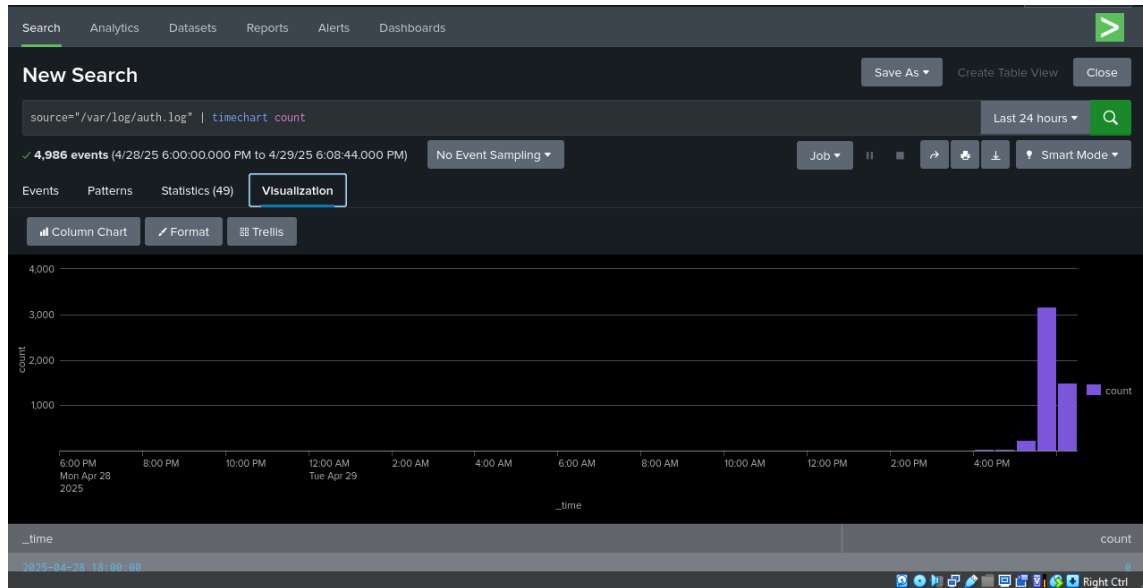 Search Analytics Datasets Reports Alerts Dashboards
New Search
Save As Create Table View Close
source="/var/log/auth.log" | timechart count
Last 24 hours
4,986 events (4/28/25 6:00:00.000 PM to 4/29/25 6:08:44.000 PM)
No Event Sampling
Job
Smart Mode
Events Patterns Statistics (49) Visualization
Column Chart Format Trellis
4,000
3,000
2,000
1,000
count
count
6:00 PM 8:00 PM 10:00 PM 12:00 AM 2:00 AM 4:00 AM 6:00 AM 8:00 AM 10:00 AM 12:00 PM 2:00 PM 4:00 PM
Mon Apr 28 Tue Apr 29
2025
_time
_time count
2025-04-28 18:00:00 0
Right Ctrl